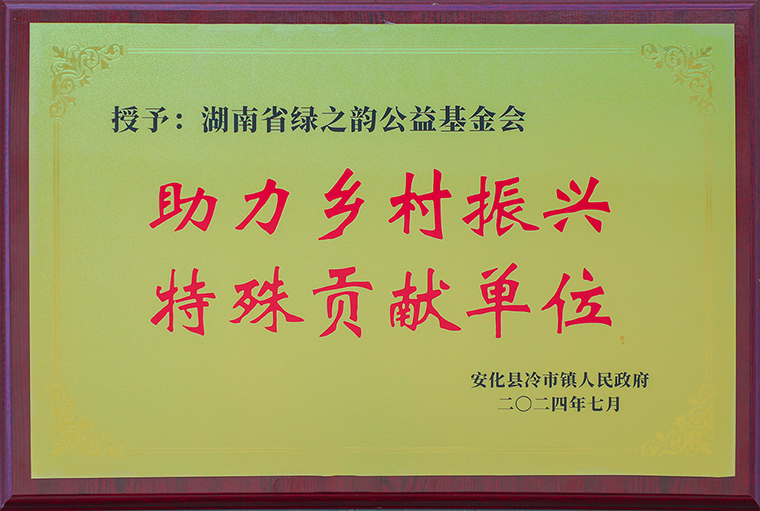 授予：湖南省绿之韵公益基金会
助力乡村振兴
特殊贡献单位
安化县冷市镇人民政府
二〇二四年七月